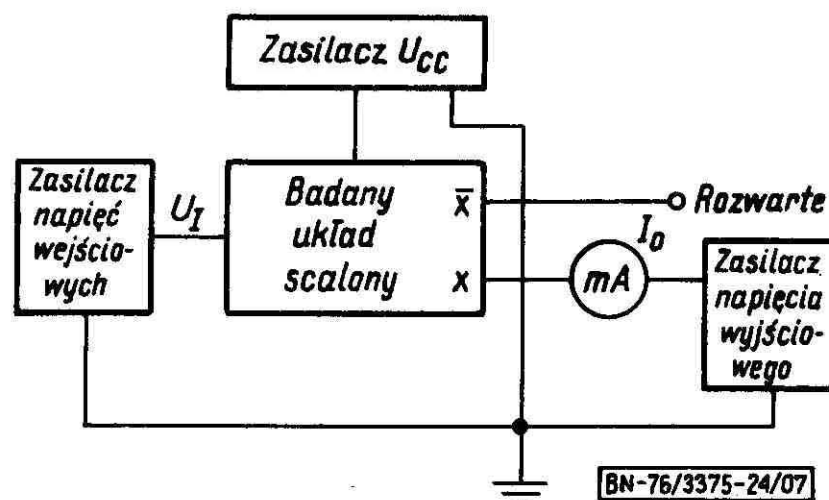 Zasilacz U_CC
Zasilacz
napięć
wejścio-
wych
U_I
Badany
układ
scalony
x̄
x
Rozwarte
I_0
mA
Zasilacz
napięcia
wyjścio-
wego
BN-76/3375-24/07